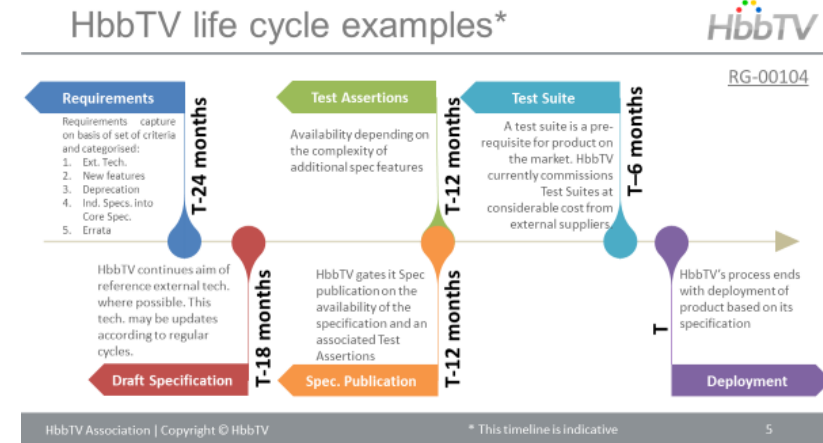 HbbTV life cycle examples*
HbbTV
RG-00104
Requirements
Requirements capture
on basis of set of criteria
and categorised:
1. Ext. Tech.
2. New features
3. Deprecation
4. Ind. Specs. into
Core Spec.
5. Errata
T-24 months
Test Assertions
Availability depending on
the complexity of
additional spec features
T-12 months
Test Suite
A test suite is a pre-
requisite for product on
the market. HbbTV
currently commissions
Test Suites at
considerable cost from
external suppliers.
T–6 months
HbbTV continues aim of
reference external tech.
where possible. This
tech. may be updates
according to regular
cycles.
Draft Specification
T-18 months
HbbTV gates it Spec
publication on the
availability of the
specification and an
associated Test
Assertions
Spec. Publication
T-12 months
HbbTV's process ends
with deployment of
product based on its
specification
T
Deployment
HbbTV Association | Copyright © HbbTV
* This timeline is indicative
5